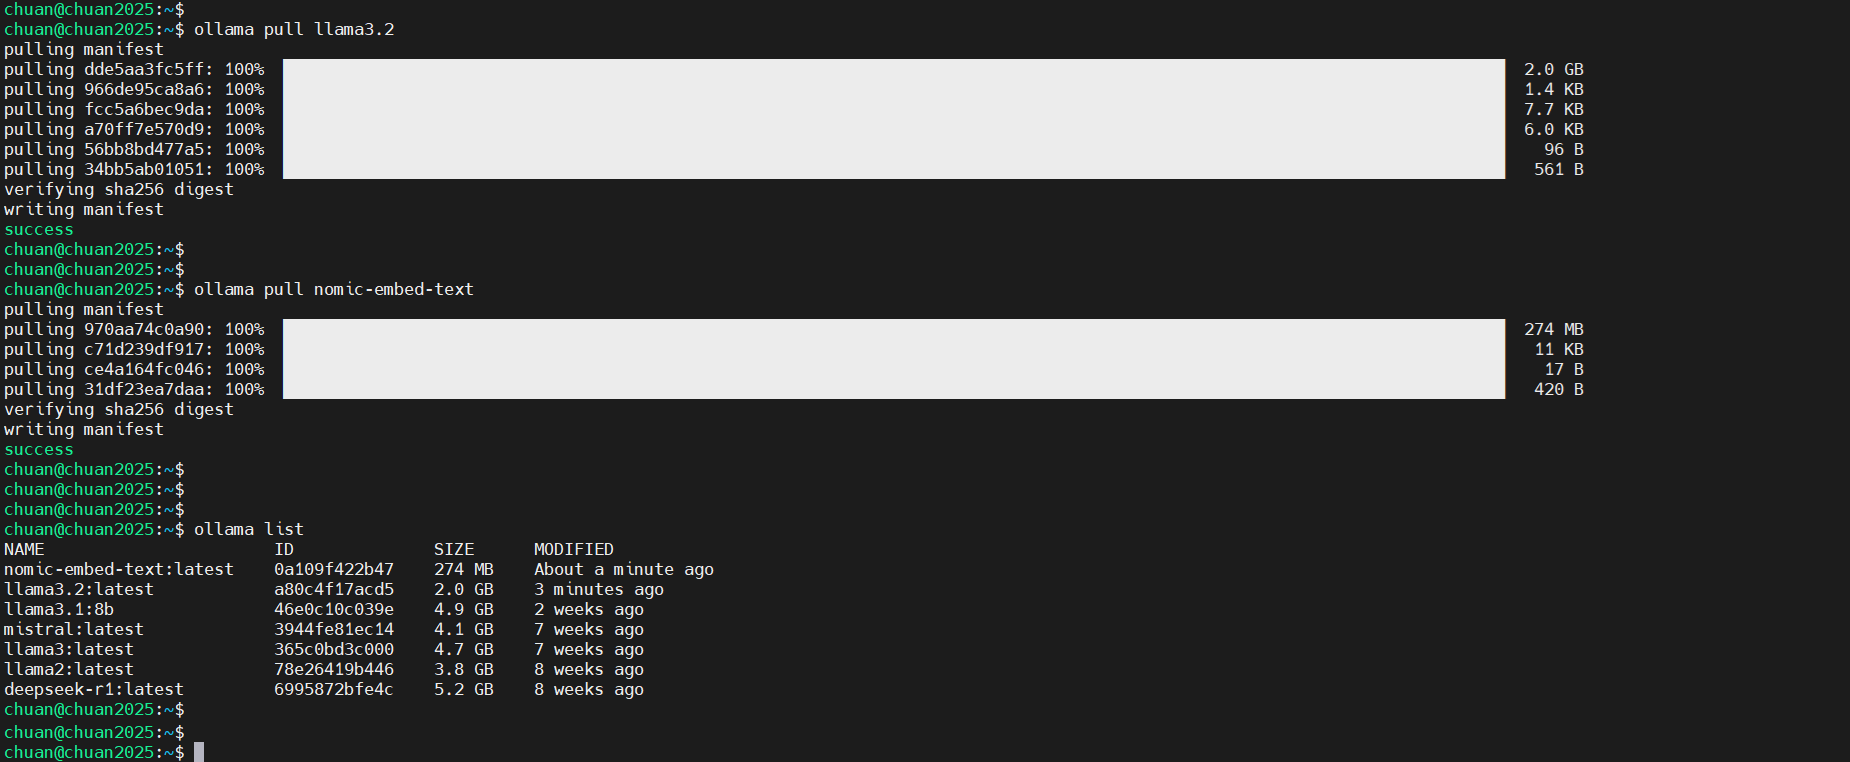 chuan@chuan2025:~$
chuan@chuan2025:~$ ollama pull llama3.2
pulling manifest
pulling dde5aa3fc5ff: 100% 2.0 GB
pulling 966de95ca8a6: 100% 1.4 KB
pulling fcc5a6bec9da: 100% 7.7 KB
pulling a70ff7e570d9: 100% 6.0 KB
pulling 56bb8bd477a5: 100% 96 B
pulling 34bb5ab01051: 100% 561 B
verifying sha256 digest
writing manifest
success
chuan@chuan2025:~$
chuan@chuan2025:~$
chuan@chuan2025:~$ ollama pull nomic-embed-text
pulling manifest
pulling 970aa74c0a90: 100% 274 MB
pulling c71d239df917: 100% 11 KB
pulling ce4a164fc046: 100% 17 B
pulling 31df23ea7daa: 100% 420 B
verifying sha256 digest
writing manifest
success
chuan@chuan2025:~$
chuan@chuan2025:~$
chuan@chuan2025:~$
chuan@chuan2025:~$ ollama list
NAME ID SIZE MODIFIED
nomic-embed-text:latest 0a109f422b47 274 MB About a minute ago
llama3.2:latest a80c4f17acd5 2.0 GB 3 minutes ago
llama3.1:8b 46e0c10c039e 4.9 GB 2 weeks ago
mistral:latest 3944fe81ec14 4.1 GB 7 weeks ago
llama3:latest 365c0bd3c000 4.7 GB 7 weeks ago
llama2:latest 78e26419b446 3.8 GB 8 weeks ago
deepseek-r1:latest 6995872bfe4c 5.2 GB 8 weeks ago
chuan@chuan2025:~$
chuan@chuan2025:~$
chuan@chuan2025:~$